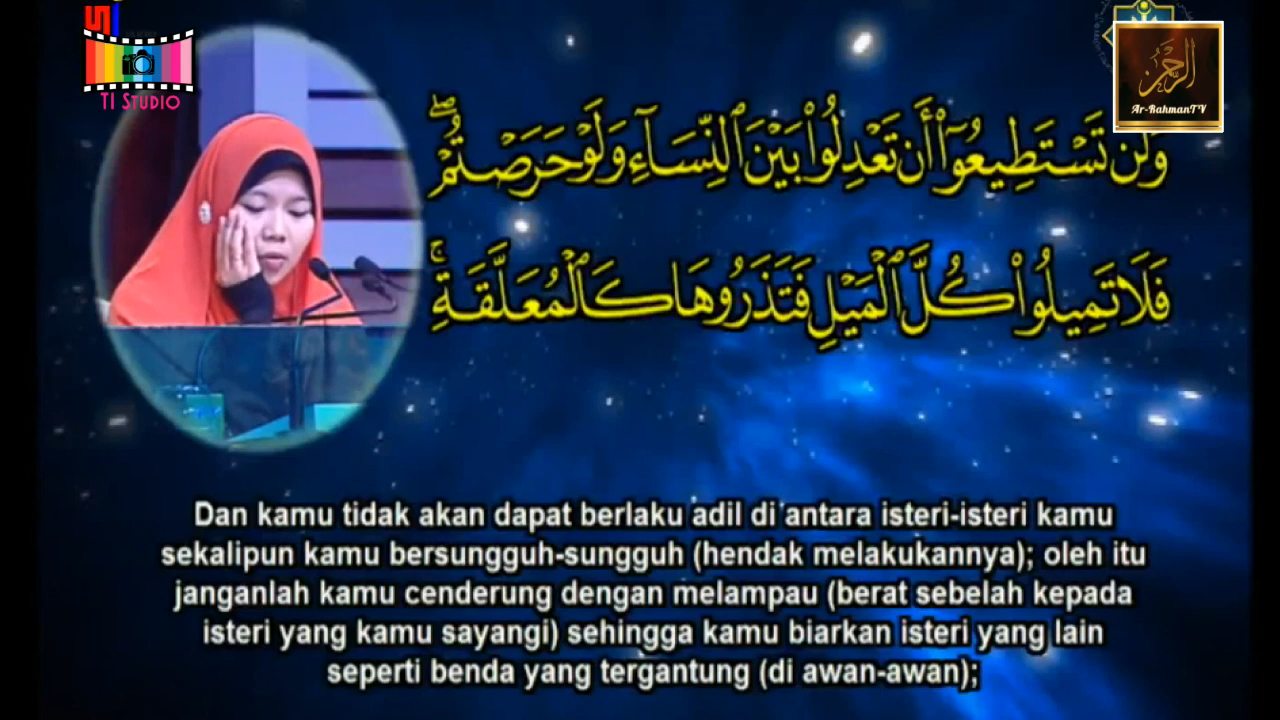 TI STUDIO
الرحمن
Ar-RahmanTV
وَلَن تَسْتَطِيعُوٓا۟ أَن تَعْدِلُوا۟ بَيْنَ ٱلنِّسَآءِ وَلَوْ حَرَصْتُمْ ۖ
فَلَا تَمِيلُوا۟ كُلَّ ٱلْمَيْلِ فَتَذَرُوهَا كَٱلْمُعَلَّقَةِ ۚ
Dan kamu tidak akan dapat berlaku adil di antara isteri-isteri kamu
sekalipun kamu bersungguh-sungguh (hendak melakukannya); oleh itu
janganlah kamu cenderung dengan melampau (berat sebelah kepada
isteri yang kamu sayangi) sehingga kamu biarkan isteri yang lain
seperti benda yang tergantung (di awan-awan);